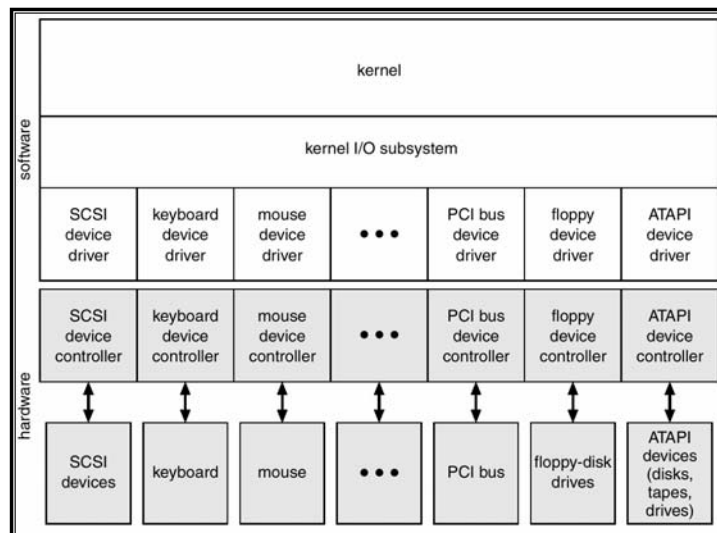 kernel
kernel I/O subsystem
software
SCSI
device
driver
keyboard
device
driver
mouse
device
driver
•••
PCI bus
device
driver
floppy
device
driver
ATAPI
device
driver
hardware
SCSI
device
controller
keyboard
device
controller
mouse
device
controller
•••
PCI bus
device
controller
floppy
device
controller
ATAPI
device
controller
SCSI
devices
keyboard
mouse
•••
PCI bus
floppy-disk
drives
ATAPI
devices
(disks,
tapes,
drives)